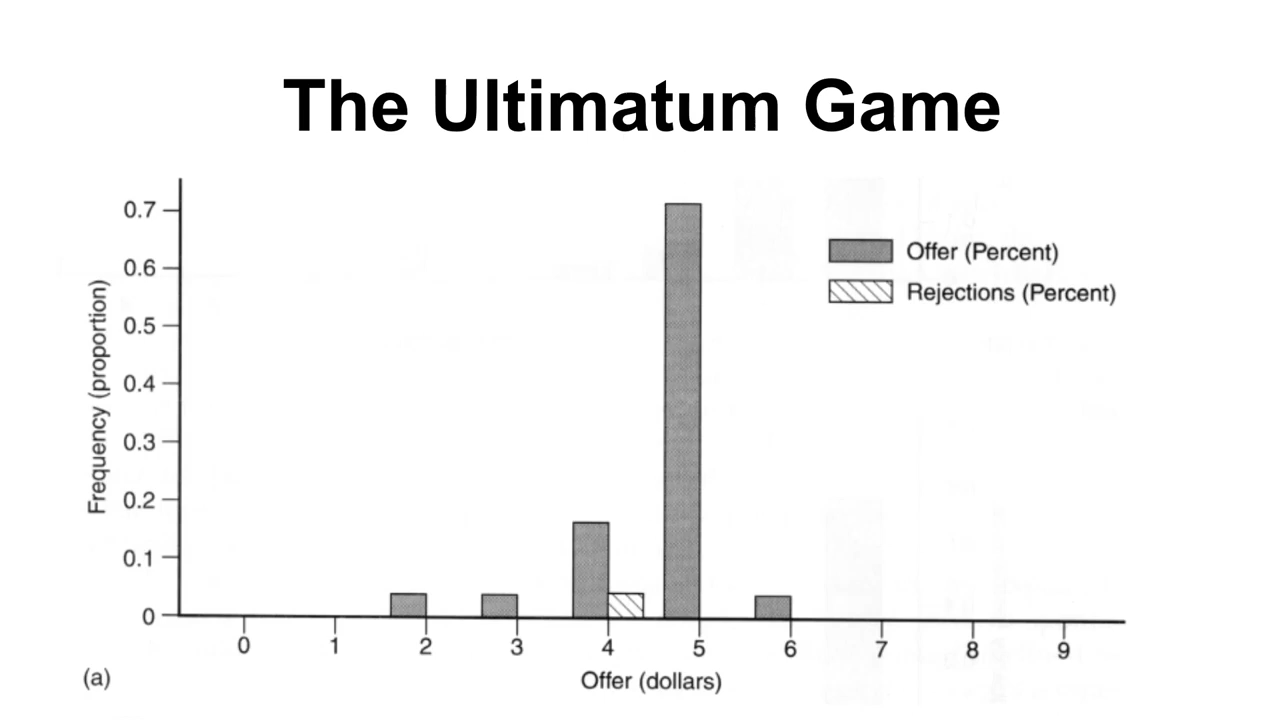 The Ultimatum Game
0.7
0.6
0.5
0.4
0.3
0.2
0.1
0
Frequency (proportion)
Offer (Percent)
Rejections (Percent)
0 1 2 3 4 5 6 7 8 9
Offer (dollars)
(a)